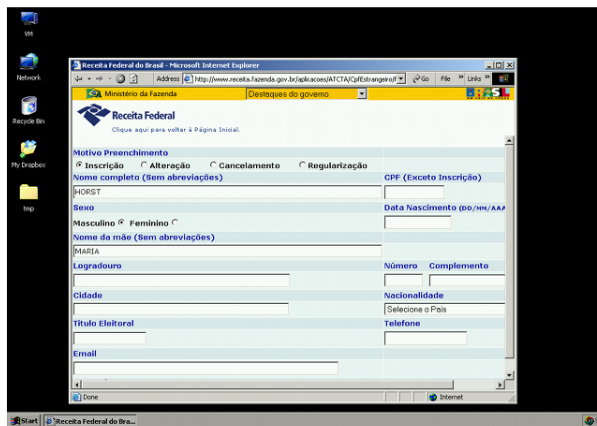 VM
Network
Recycle Bin
My Dropbox
tmp
Receita Federal do Brasil - Microsoft Internet Explorer
Address http://www.receita.fazenda.gov.br/aplicacoes/ATCTA/CpfEstrangeiro/f Go File » Links »
Ministério da Fazenda Destaques do governo BRASIL
Receita Federal
Clique aqui para voltar à Página Inicial.
Motivo Preenchimento
Inscrição Alteração Cancelamento Regularização
Nome completo (Sem abreviações) CPF (Exceto Inscrição)
HORST
Sexo Data Nascimento (DD/MM/AAA
Masculino Feminino
Nome da mãe (Sem abreviações)
MARIA
Logradouro Número Complemento
Cidade Nacionalidade
Selecione o País
Título Eleitoral Telefone
Email
Done Internet
Start Receita Federal do Bra...